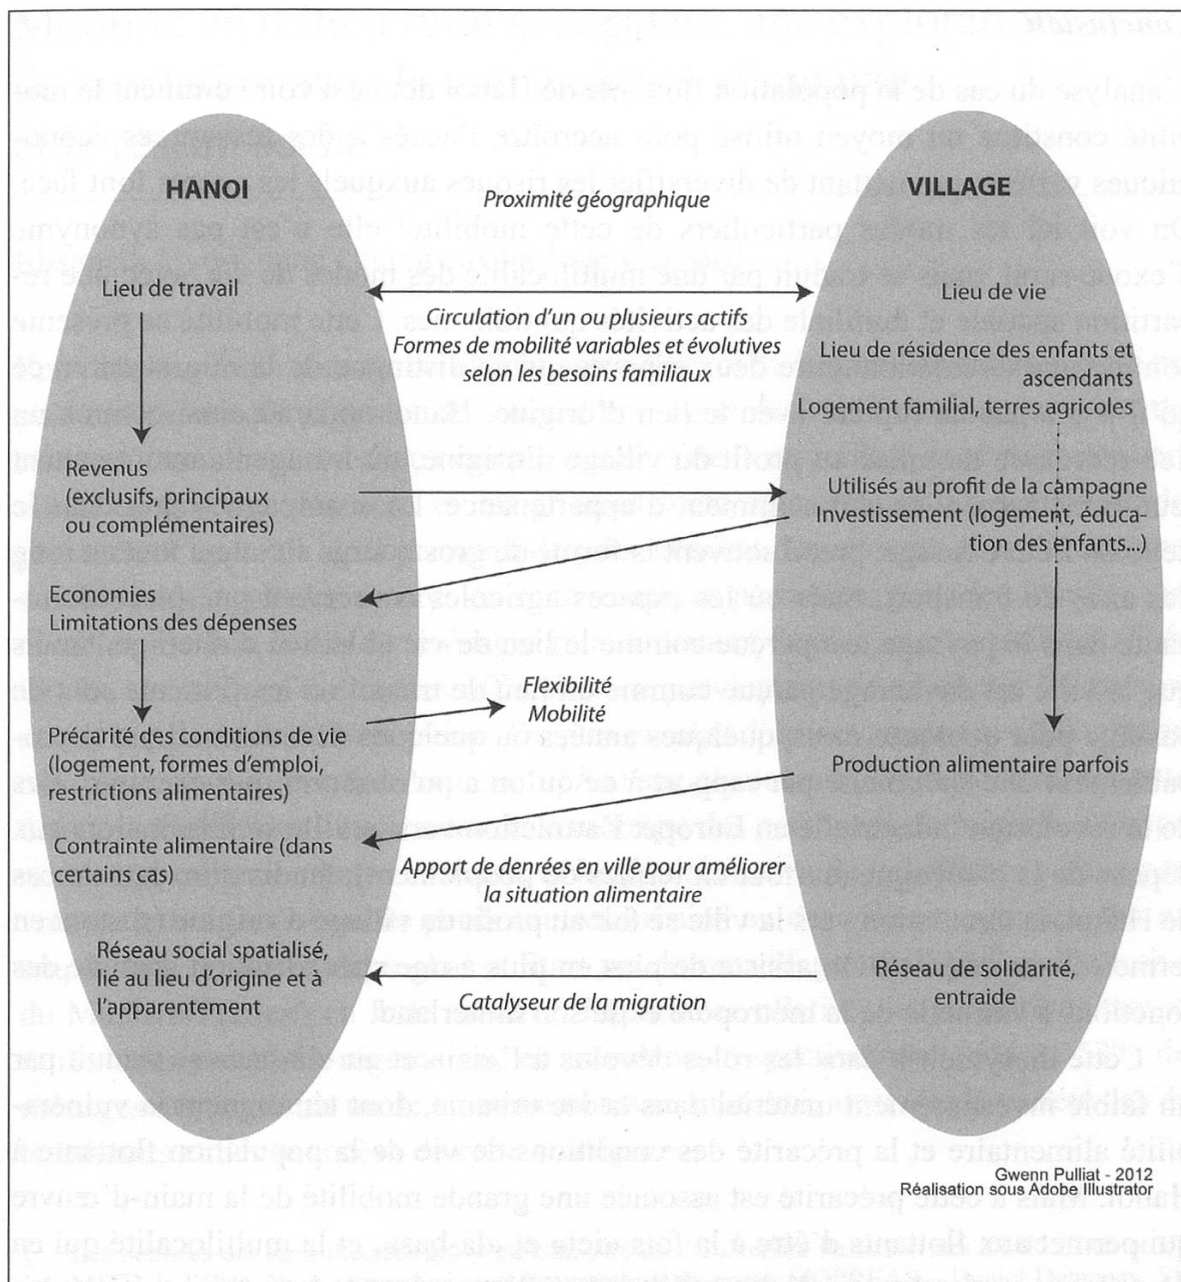 HANOI
Lieu de travail
Revenus
(exclusifs, principaux
ou complémentaires)
Economies
Limitations des dépenses
Précarité des conditions de vie
(logement, formes d'emploi,
restrictions alimentaires)
Contrainte alimentaire (dans
certains cas)
Réseau social spatialisé,
lié au lieu d'origine et à
l'apparentement
Proximité géographique
Circulation d'un ou plusieurs actifs
Formes de mobilité variables et évolutives
selon les besoins familiaux
Flexibilité
Mobilité
Apport de denrées en ville pour améliorer
la situation alimentaire
Catalyseur de la migration
VILLAGE
Lieu de vie
Lieu de résidence des enfants et
ascendants
Logement familial, terres agricoles
Utilisés au profit de la campagne
Investissement (logement, éduca-
tion des enfants...)
Production alimentaire parfois
Réseau de solidarité,
entraide
Gwenn Pulliat - 2012
Réalisation sous Adobe Illustrator